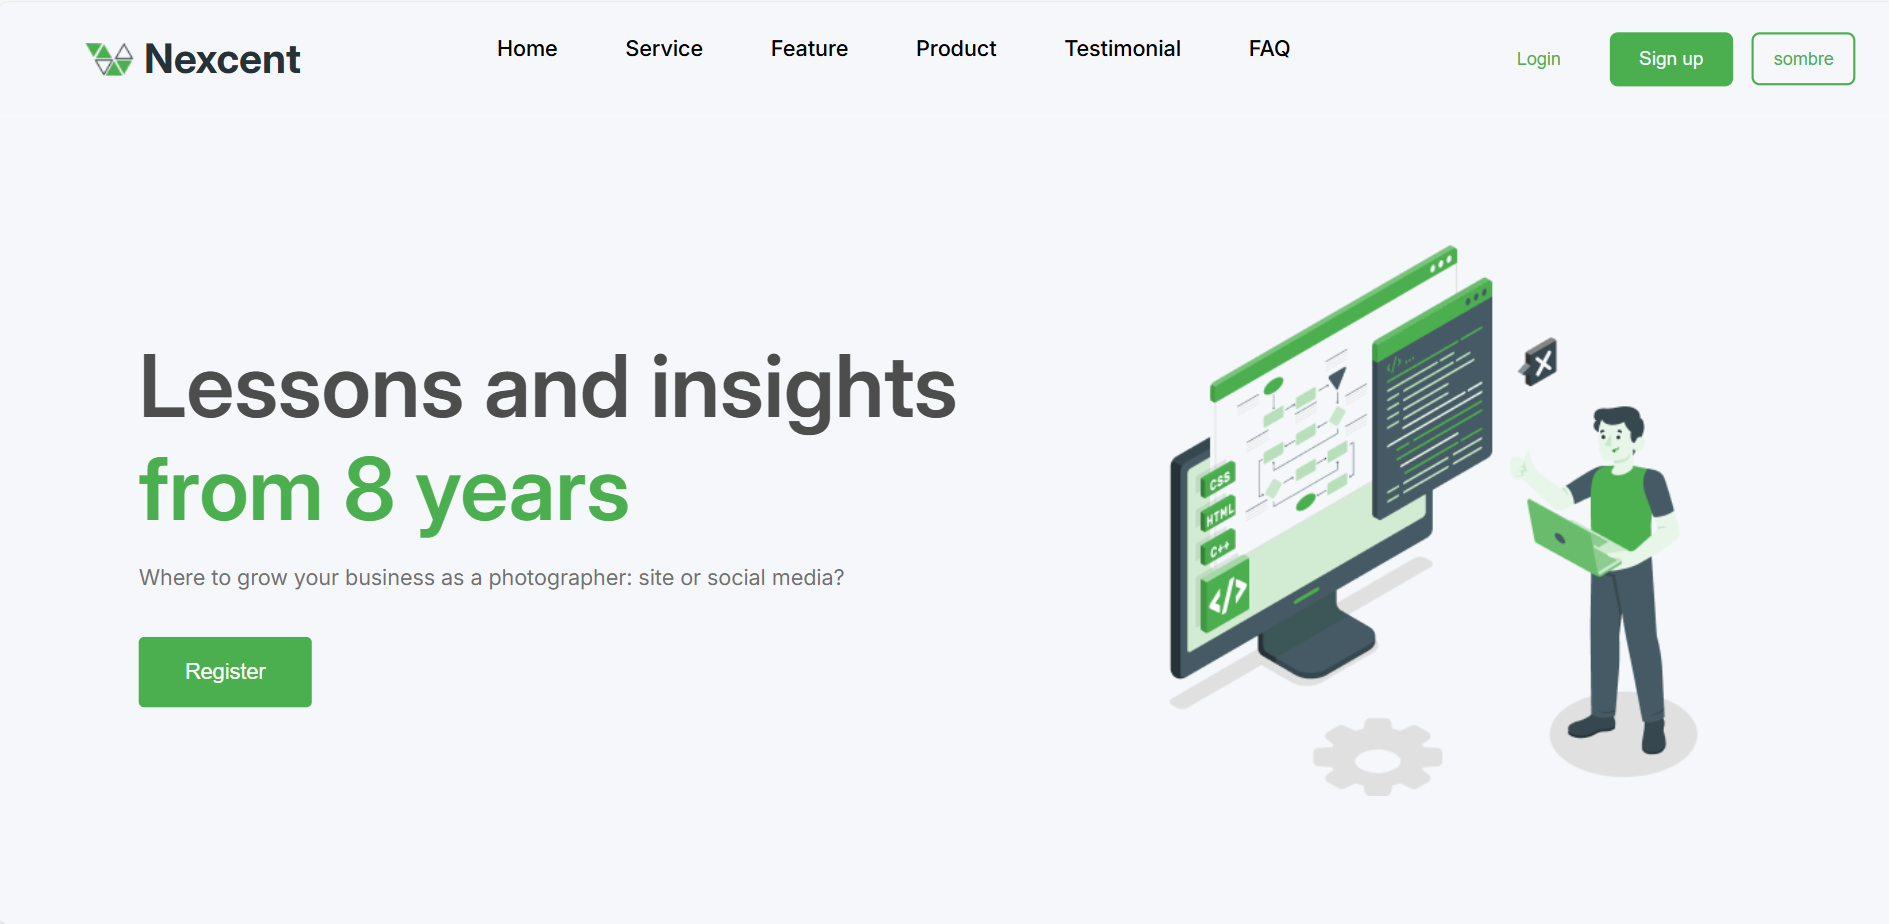 Nexcent
Home Service Feature Product Testimonial FAQ
Login Sign up sombre
Lessons and insights
from 8 years
Where to grow your business as a photographer: site or social media?
Register
CSS
HTML
C++
</>